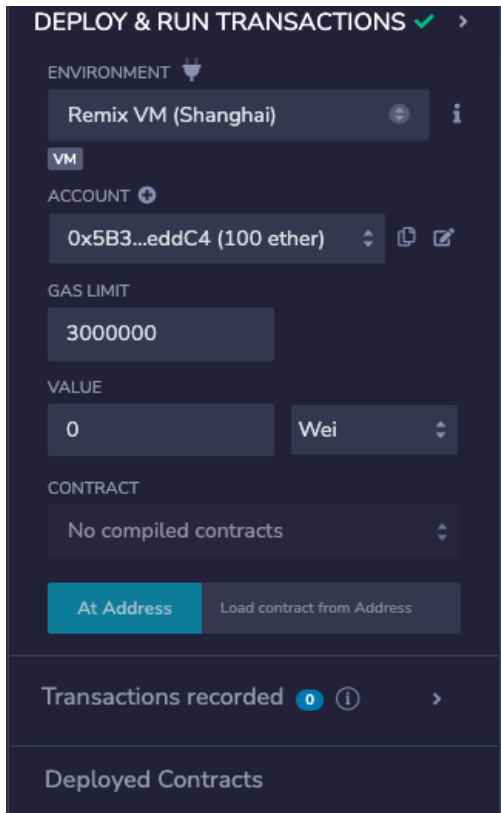 DEPLOY & RUN TRANSACTIONS
ENVIRONMENT
Remix VM (Shanghai)
VM
ACCOUNT
0x5B3...eddC4 (100 ether)
GAS LIMIT
3000000
VALUE
0 Wei
CONTRACT
No compiled contracts
At Address Load contract from Address
Transactions recorded 0
Deployed Contracts